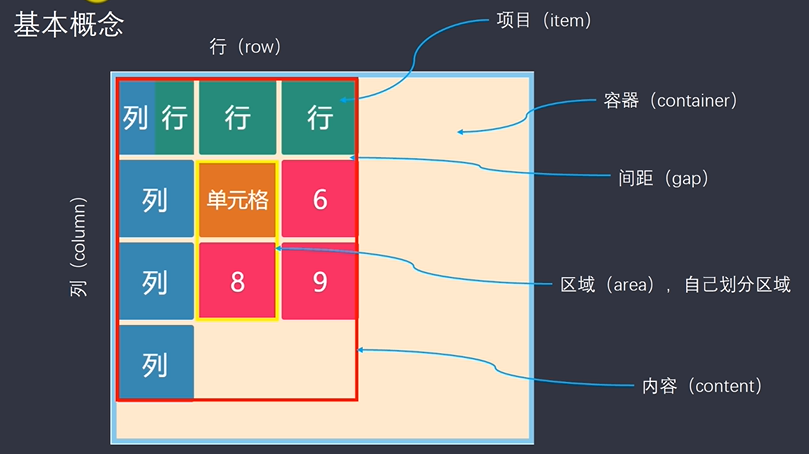 基本概念
项目（item）
行（row）
容器（container）
列 行 行 行
间距（gap）
列 单元格 6
列（column）
列 8 9
区域（area），自己划分区域
列
内容（content）